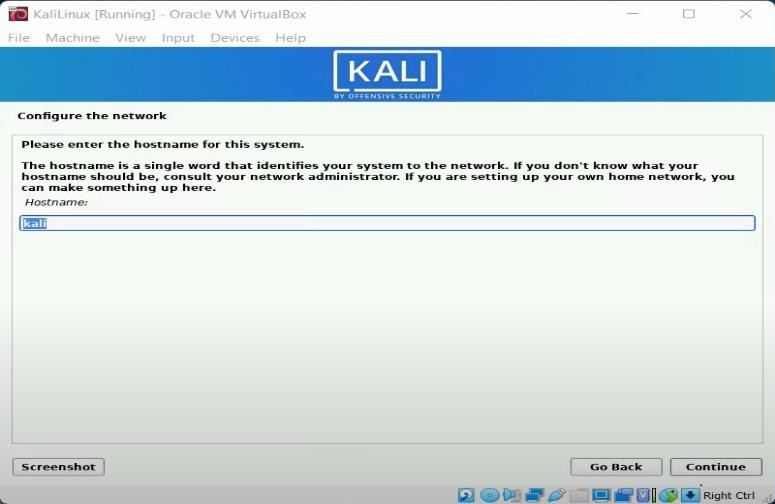 KaliLinux [Running] - Oracle VM VirtualBox
File Machine View Input Devices Help
KALI
BY OFFENSIVE SECURITY
Configure the network
Please enter the hostname for this system.
The hostname is a single word that identifies your system to the network. If you don't know what your
hostname should be, consult your network administrator. If you are setting up your own home network, you
can make something up here.
Hostname:
kali
Screenshot
Go Back
Continue
Right Ctrl